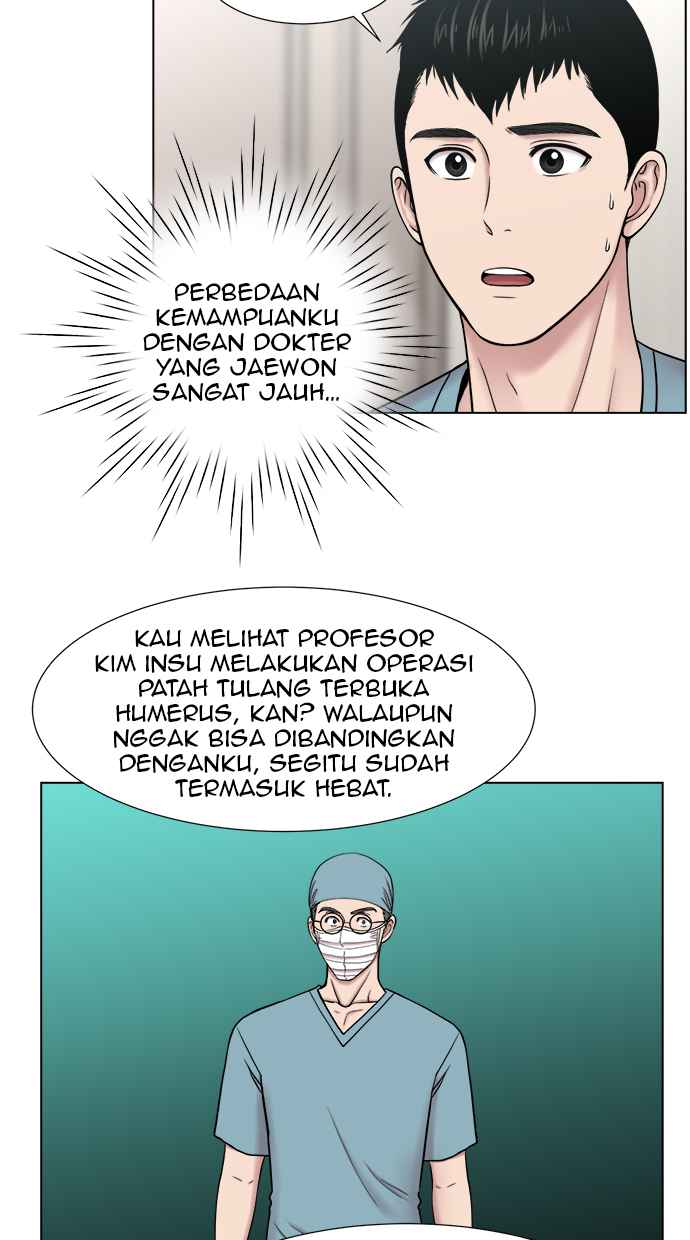 PERBEDAAN
KEMAMPUANKU
DENGAN DOKTER
YANG JAEWON
SANGAT JAUH...
KAU MELIHAT PROFESOR
KIM INSU MELAKUKAN OPERASI
PATAH TULANG TERBUKA
HUMERUS, KAN? WALAUPUN
NGGAK BISA DIBANDINGKAN
DENGANKU, SEGITU SUDAH
TERMASUK HEBAT.